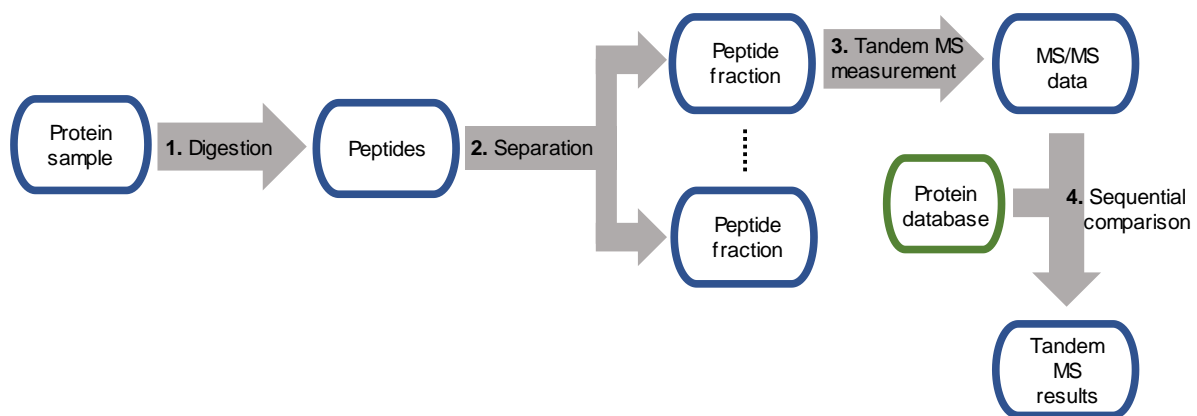 Protein
sample
1. Digestion
Peptides
2. Separation
Peptide
fraction
Peptide
fraction
3. Tandem MS
measurement
MS/MS
data
Protein
database
4. Sequential
comparison
Tandem
MS
results